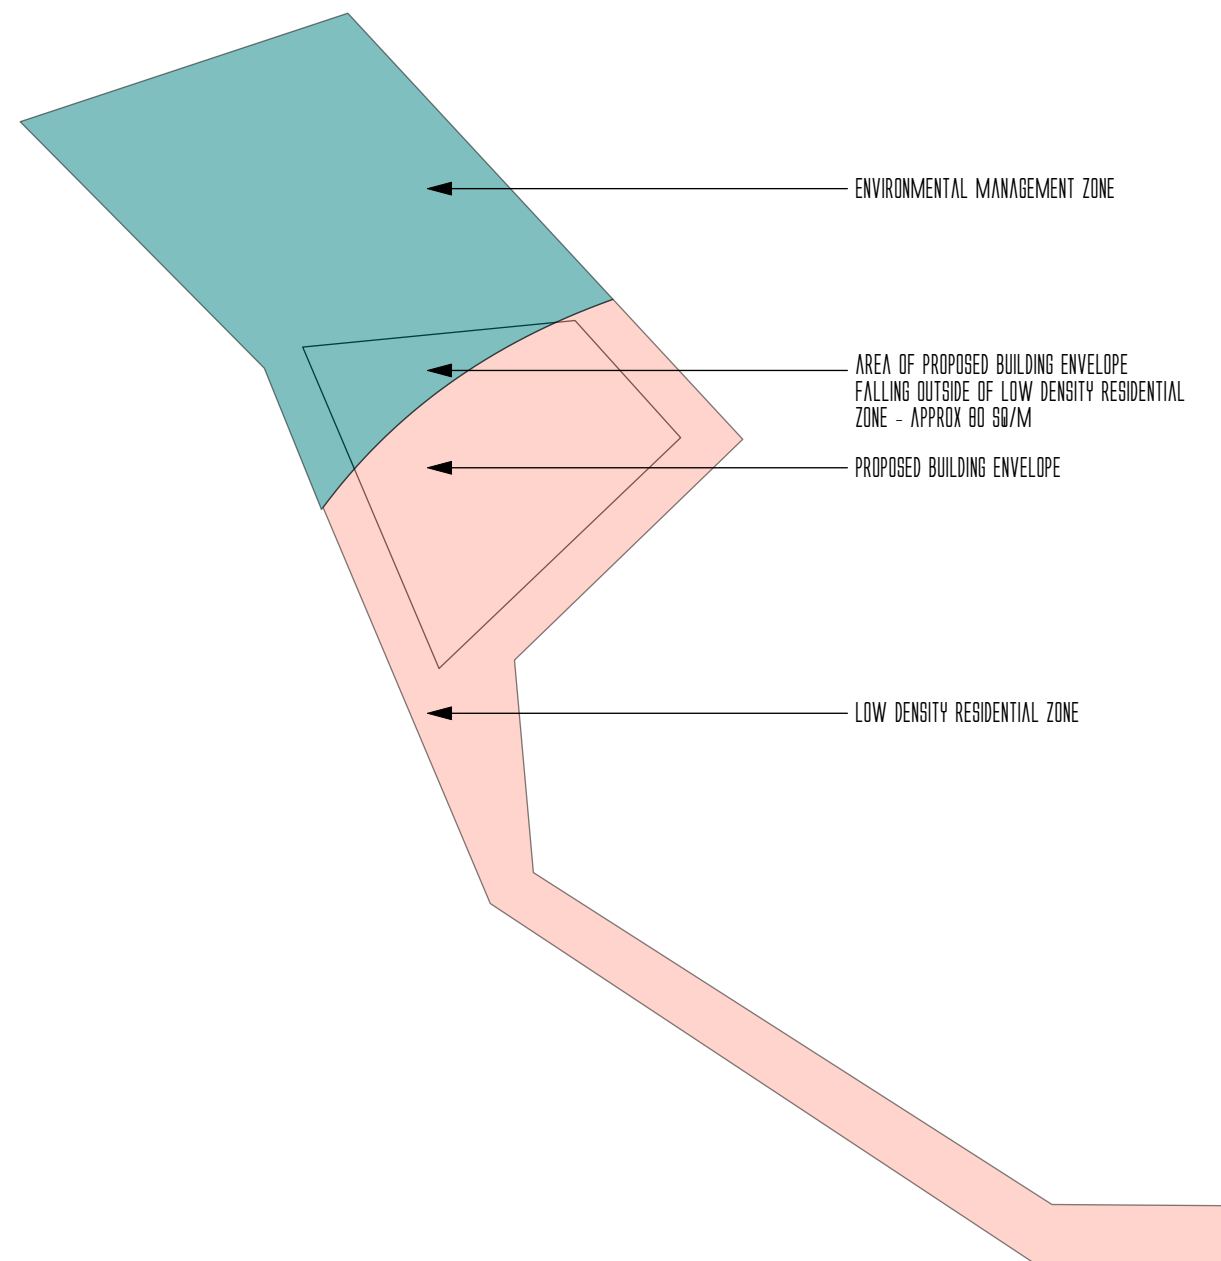 ENVIRONMENTAL MANAGEMENT ZONE
AREA OF PROPOSED BUILDING ENVELOPE
FALLING OUTSIDE OF LOW DENSITY RESIDENTIAL
ZONE - APPROX 80 SQ/M
PROPOSED BUILDING ENVELOPE
LOW DENSITY RESIDENTIAL ZONE